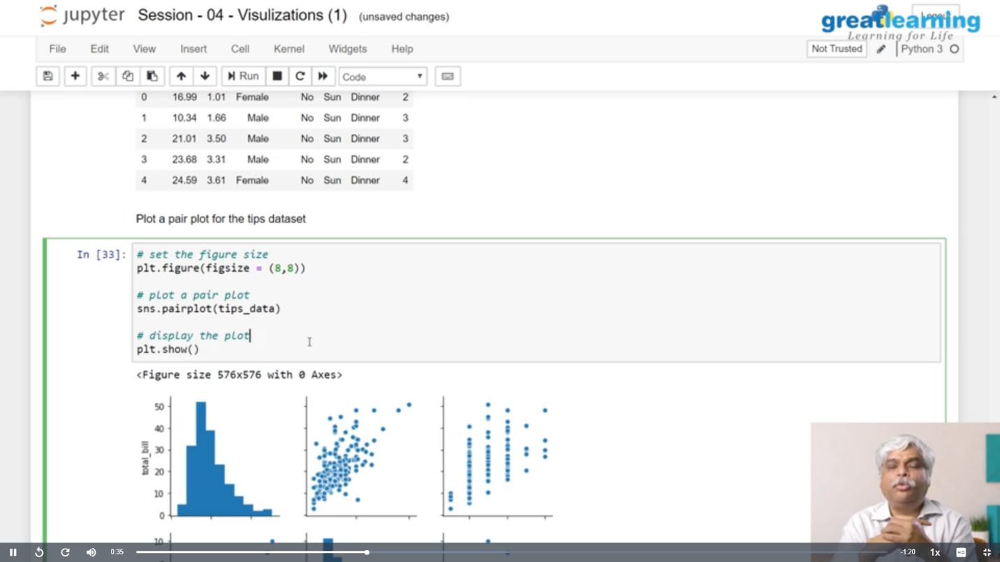 jupyter Session - 04 - Visulizations (1) (unsaved changes)
greatlearning
Learning for Life
File Edit View Insert Cell Kernel Widgets Help
Not Trusted Python 3
Run Code
0 16.99 1.01 Female No Sun Dinner 2
1 10.34 1.66 Male No Sun Dinner 3
2 21.01 3.50 Male No Sun Dinner 3
3 23.68 3.31 Male No Sun Dinner 2
4 24.59 3.61 Female No Sun Dinner 4
Plot a pair plot for the tips dataset
In [33]:
# set the figure size
plt.figure(figsize = (8,8))
# plot a pair plot
sns.pairplot(tips_data)
# display the plot
plt.show()
<Figure size 576x576 with 0 Axes>
50
40
30
20
10
0
total_bill
10
0:35
-1:20
1x
HD